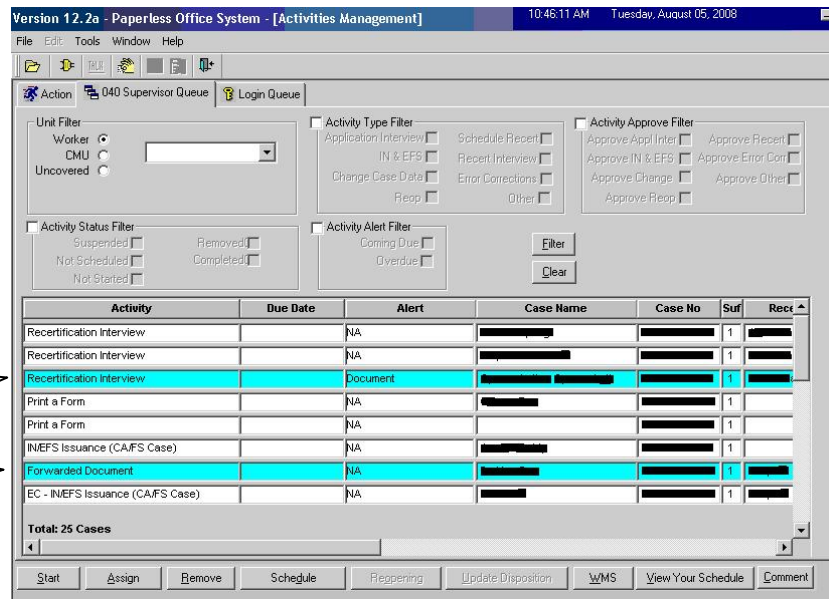 Version 12.2a - Paperless Office System - [Activities Management] 10:46:11 AM Tuesday, August 05, 2008
File Edit Tools Window Help
Action 040 Supervisor Queue Login Queue
Unit Filter
Worker
CMU
Uncovered
Activity Type Filter
Application Interview Schedule Recert
IN & EFS Recert Interview
Change Case Data Error Corrections
Reop Other
Activity Approve Filter
Approve Appl Inter Approve Recert
Approve IN & EFS Approve Error Corr
Approve Change Approve Other
Approve Reop
Activity Status Filter
Suspended Removed
Not Scheduled Completed
Not Started
Activity Alert Filter
Coming Due
Overdue
Filter
Clear
Activity Due Date Alert Case Name Case No Suf Rece
Recertification Interview NA 1
Recertification Interview NA 1
Recertification Interview Document 1
Print a Form NA 1
Print a Form NA 1
IN/EFS Issuance (CA/FS Case) NA 1
Forwarded Document NA 1
EC - IN/EFS Issuance (CA/FS Case) NA 1
Total: 25 Cases
Start Assign Remove Schedule Reopening Update Disposition WMS View Your Schedule Comment